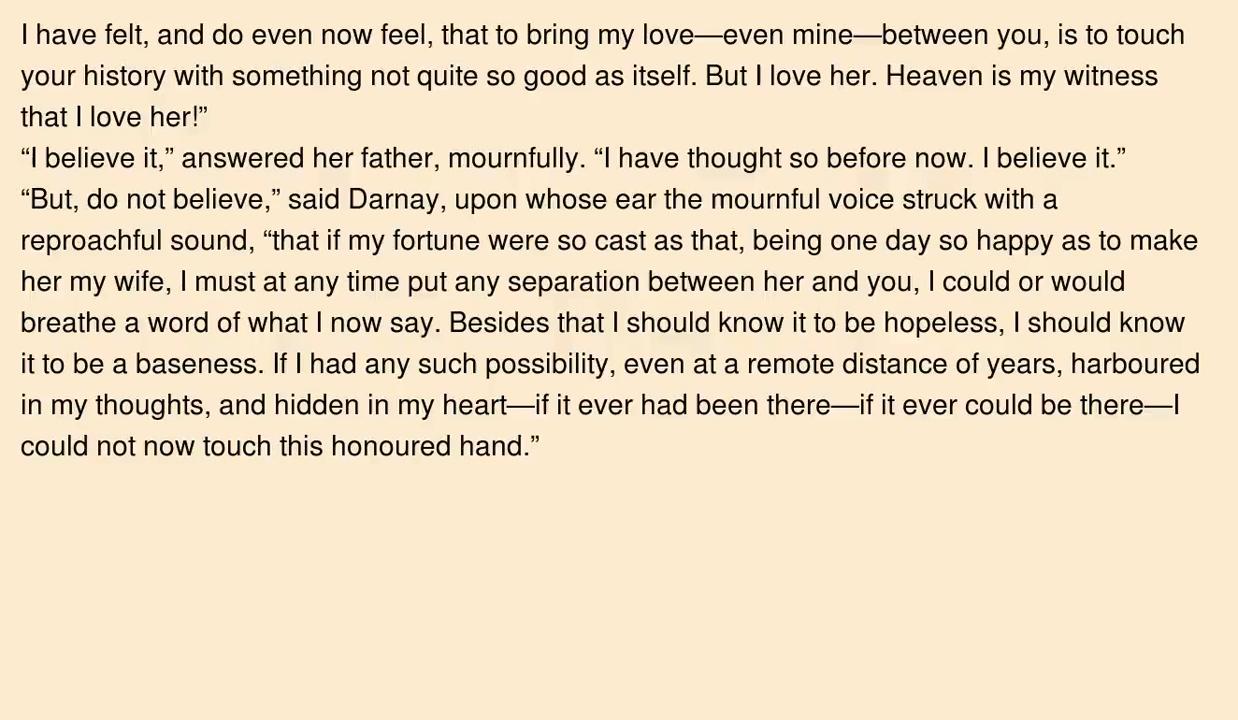 I have felt, and do even now feel, that to bring my love—even mine—between you, is to touch
your history with something not quite so good as itself. But I love her. Heaven is my witness
that I love her!”
“I believe it,” answered her father, mournfully. “I have thought so before now. I believe it.”
“But, do not believe,” said Darnay, upon whose ear the mournful voice struck with a
reproachful sound, “that if my fortune were so cast as that, being one day so happy as to make
her my wife, I must at any time put any separation between her and you, I could or would
breathe a word of what I now say. Besides that I should know it to be hopeless, I should know
it to be a baseness. If I had any such possibility, even at a remote distance of years, harboured
in my thoughts, and hidden in my heart—if it ever had been there—if it ever could be there—I
could not now touch this honoured hand.”